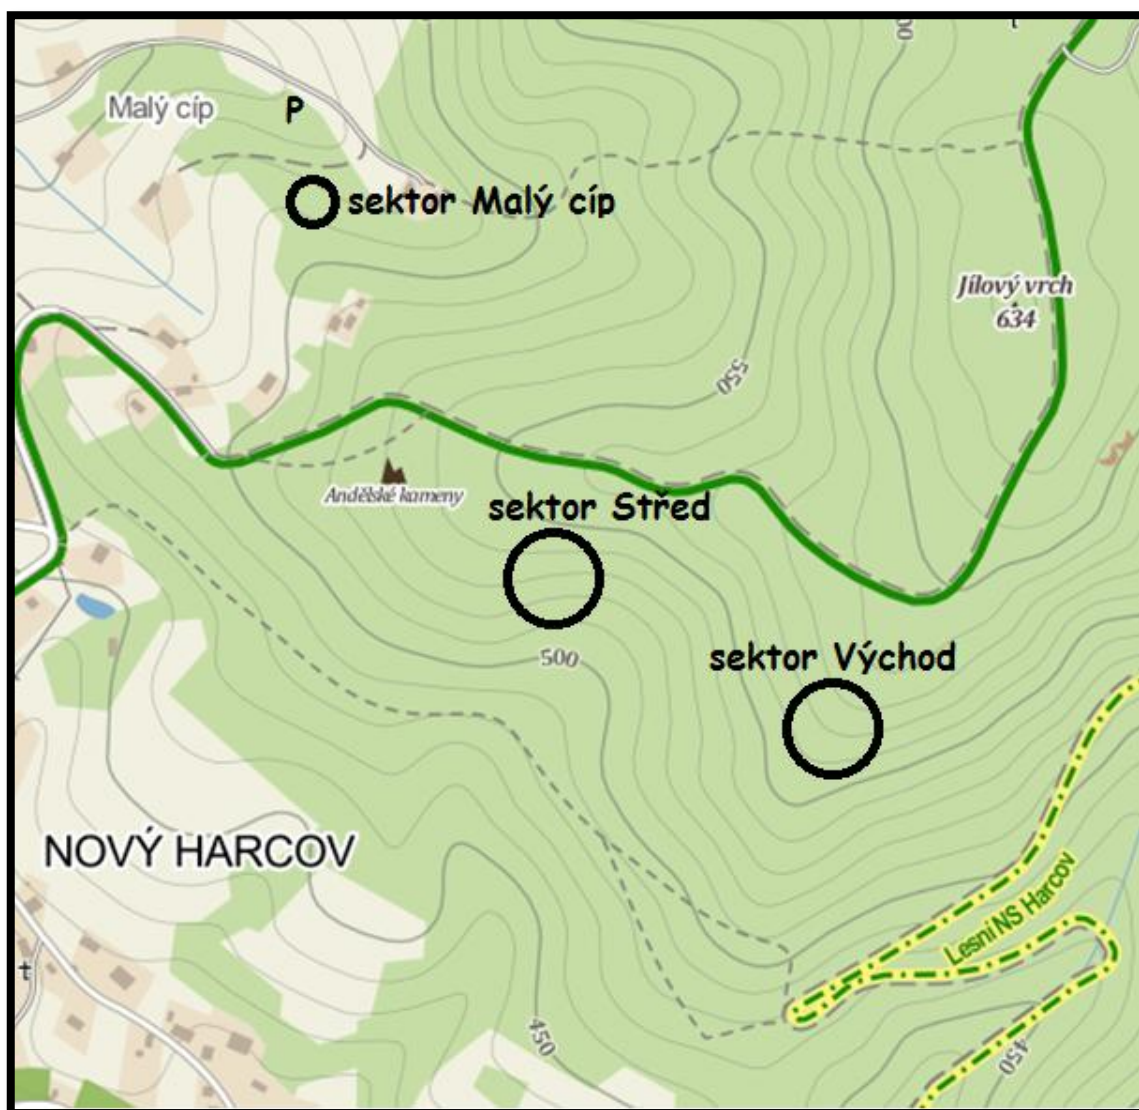 Malý cíp
P
sektor Malý cíp
Jílový vrch
634
550
Andělské kameny
sektor Střed
500
sektor Východ
NOVÝ HARCOV
Lesní NS Harcov
450
450